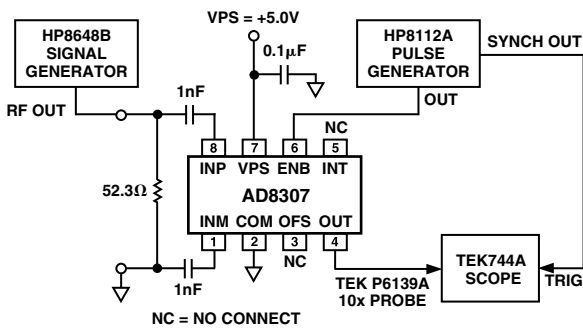 VPS = +5.0V
HP8648B
SIGNAL
GENERATOR
0.1µF
HP8112A
PULSE
GENERATOR
SYNCH OUT
RF OUT
1nF
OUT
NC
8
7
6
5
INP
VPS
ENB
INT
52.3Ω
AD8307
INM
COM
OFS
OUT
1
2
3
4
NC
1nF
TEK P6139A
10x PROBE
TEK744A
SCOPE
TRIG
NC = NO CONNECT